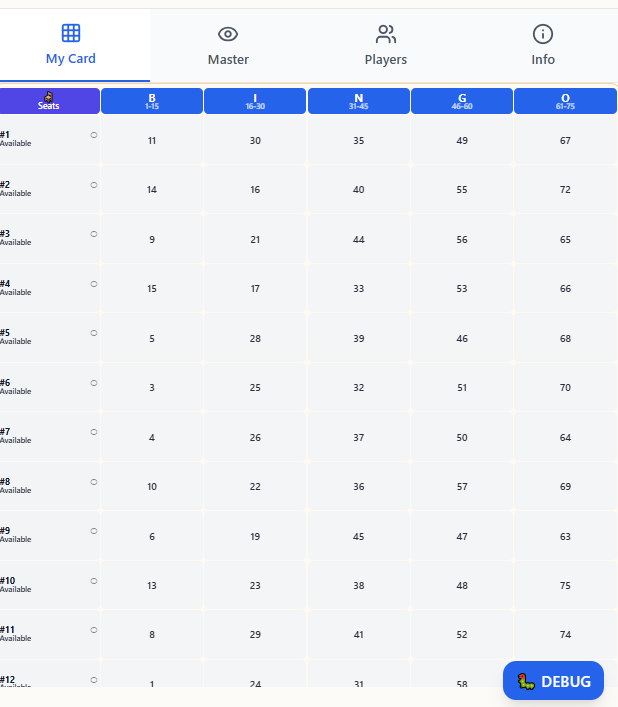 My Card Master Players Info
Seats B I N G O
1-15 16-30 31-45 46-60 61-75
#1 11 30 35 49 67
Available
#2 14 16 40 55 72
Available
#3 9 21 44 56 65
Available
#4 15 17 33 53 66
Available
#5 5 28 39 46 68
Available
#6 3 25 32 51 70
Available
#7 4 26 37 50 64
Available
#8 10 22 36 57 69
Available
#9 6 19 45 47 63
Available
#10 13 23 38 48 75
Available
#11 8 29 41 52 74
Available
#12 1 24 31 58
Available
DEBUG